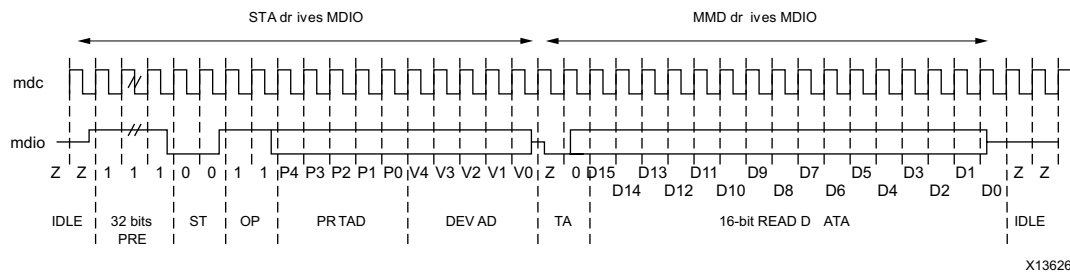 STA dr ives MDIO MMD dr ives MDIO
mdc
mdio
Z Z 1 1 1 0 0 1 1 P4 P3 P2 P1 P0 V4 V3 V2 V1 V0 Z 0 D15 D13 D11 D9 D7 D5 D3 D1
D14 D12 D10 D8 D6 D4 D2 D0 Z Z
IDLE 32 bits ST OP PR TAD DEV AD TA 16-bit READ D ATA IDLE
PRE
X13626